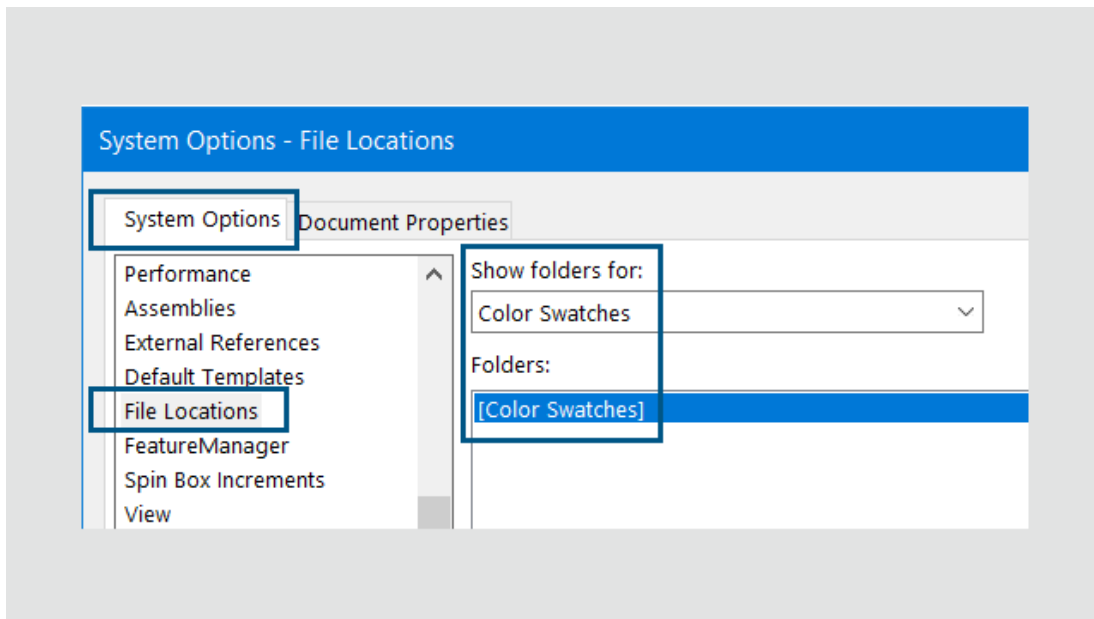 System Options - File Locations
System Options
Document Properties
Performance
Assemblies
External References
Default Templates
File Locations
FeatureManager
Spin Box Increments
View
Show folders for:
Color Swatches
Folders:
[Color Swatches]